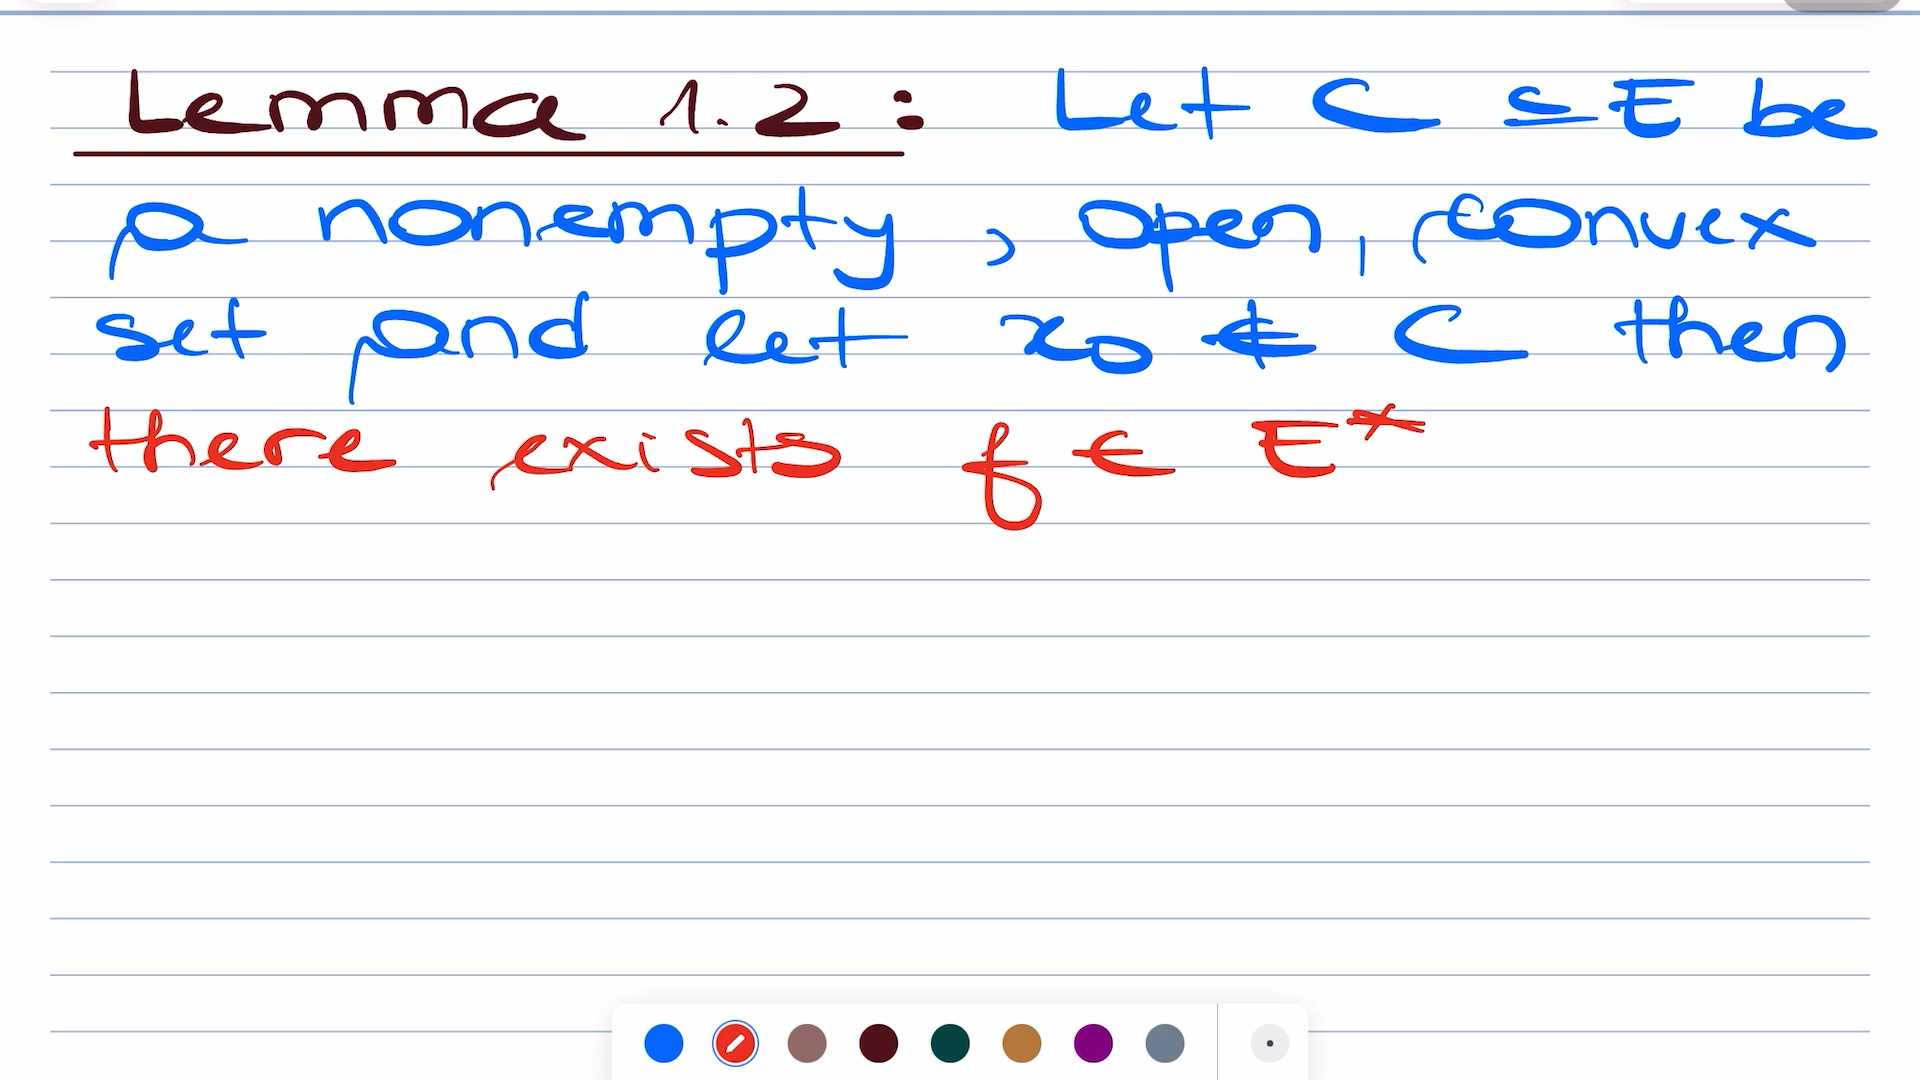 Lemma 1.2 : Let C ⊆ E be
a nonempty , open , convex
set and let x₀ ∉ C then
there exists f ∈ E*